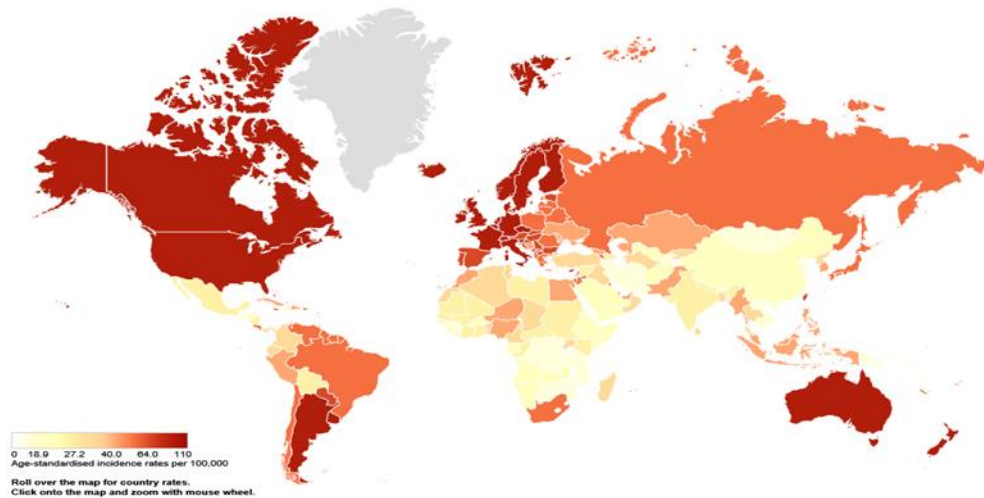 0 18.9 27.2 40.0 64.0 110
Age-standardised incidence rates per 100,000
Roll over the map for country rates.
Click onto the map and zoom with mouse wheel.